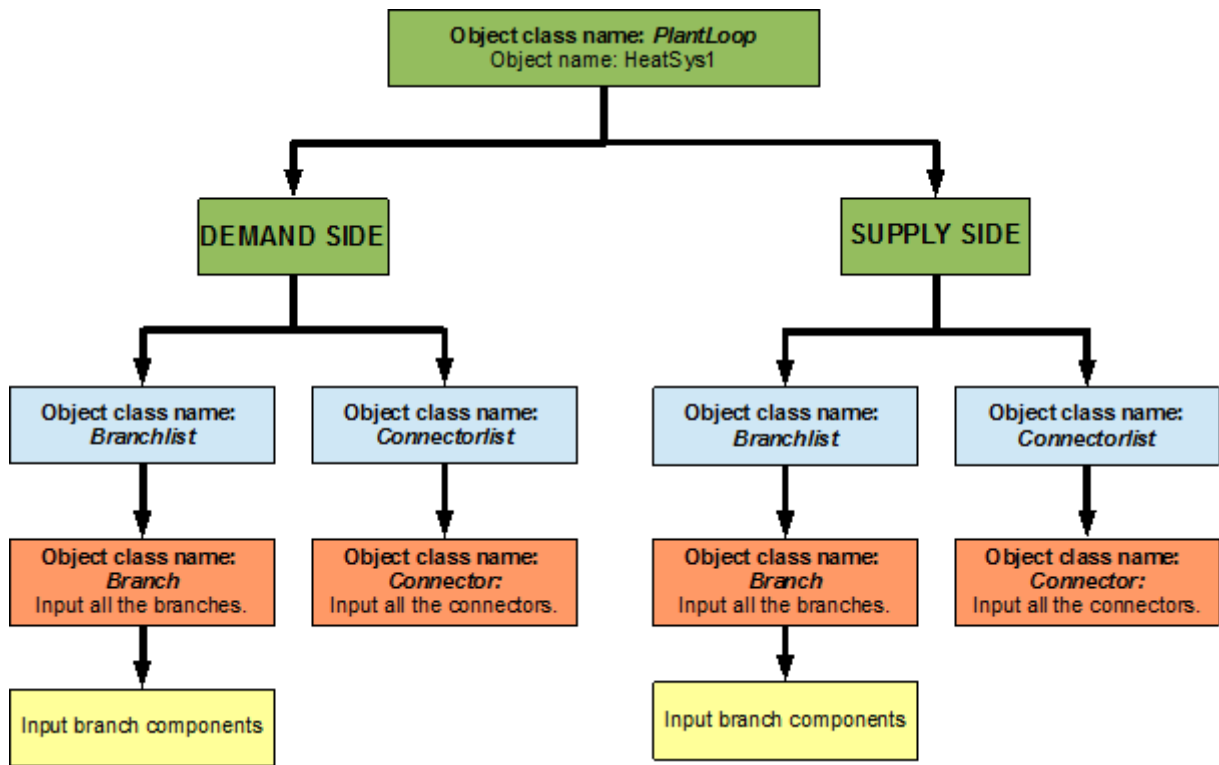 Object class name: PlantLoop
Object name: HeatSys1
DEMAND SIDE
SUPPLY SIDE
Object class name:
Branchlist
Object class name:
Connectorlist
Object class name:
Branchlist
Object class name:
Connectorlist
Object class name:
Branch
Input all the branches.
Object class name:
Connector:
Input all the connectors.
Object class name:
Branch
Input all the branches.
Object class name:
Connector:
Input all the connectors.
Input branch components
Input branch components